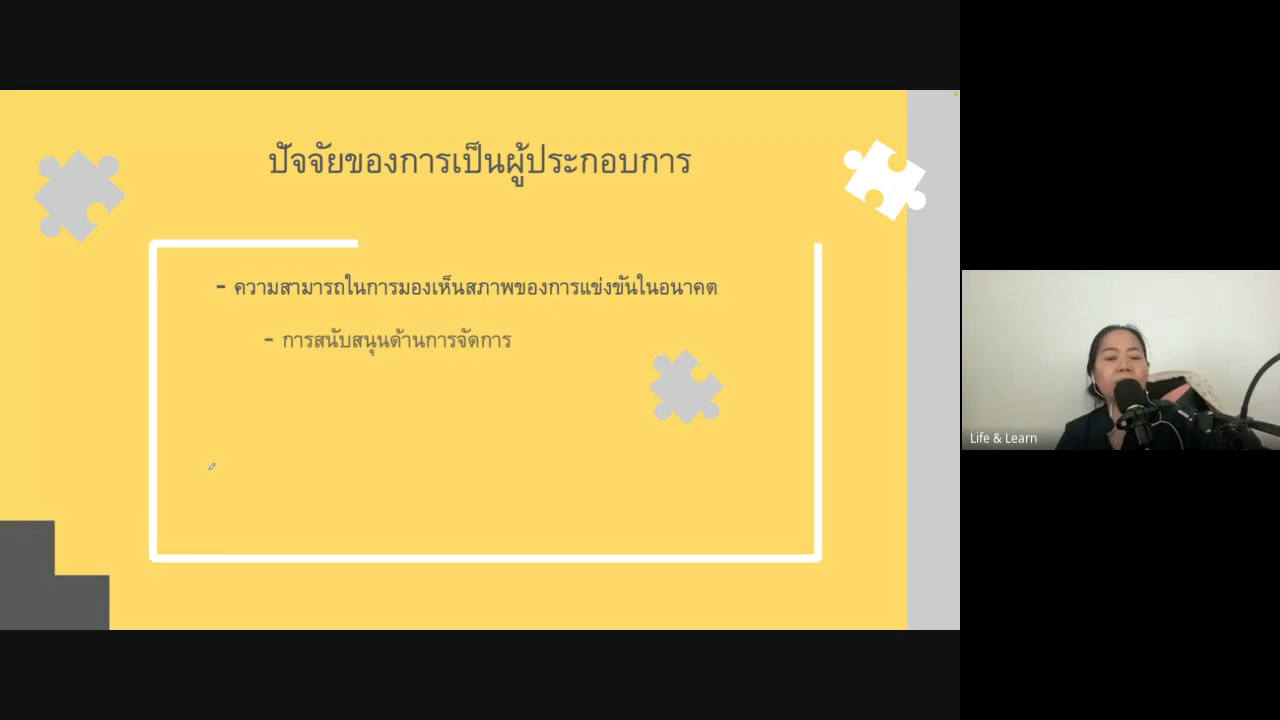 ปัจจัยของการเป็นผู้ประกอบการ
- ความสามารถในการมองเห็นสภาพของการแข่งขันในอนาคต
- การสนับสนุนด้านการจัดการ
Life & Learn